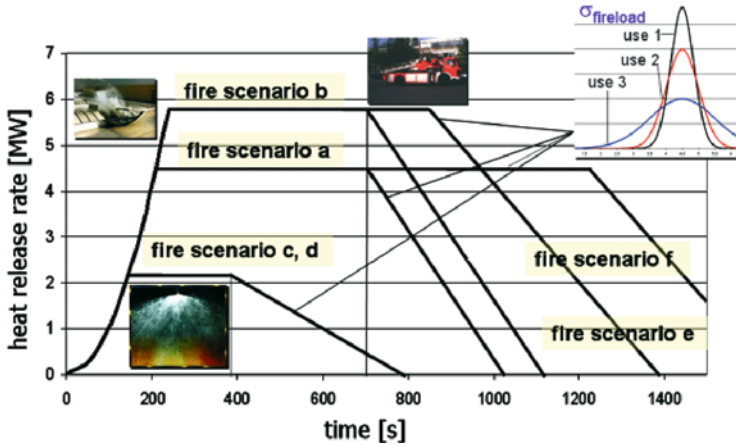 heat release rate [MW]
7
6
5
4
3
2
1
0
fire scenario b
fire scenario a
fire scenario c, d
fire scenario f
fire scenario e
0
200
400
600
800
1000
1200
1400
time [s]
σfireload
use 1
use 2
use 3